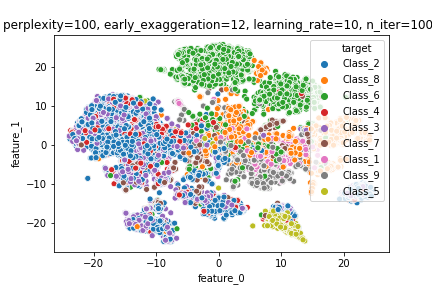 perplexity=100, early_exaggeration=12, learning_rate=10, n_iter=100
20
10
0
−10
−20
feature_1
target
Class_2
Class_8
Class_6
Class_4
Class_3
Class_7
Class_1
Class_9
Class_5
−20
−10
0
10
20
feature_0